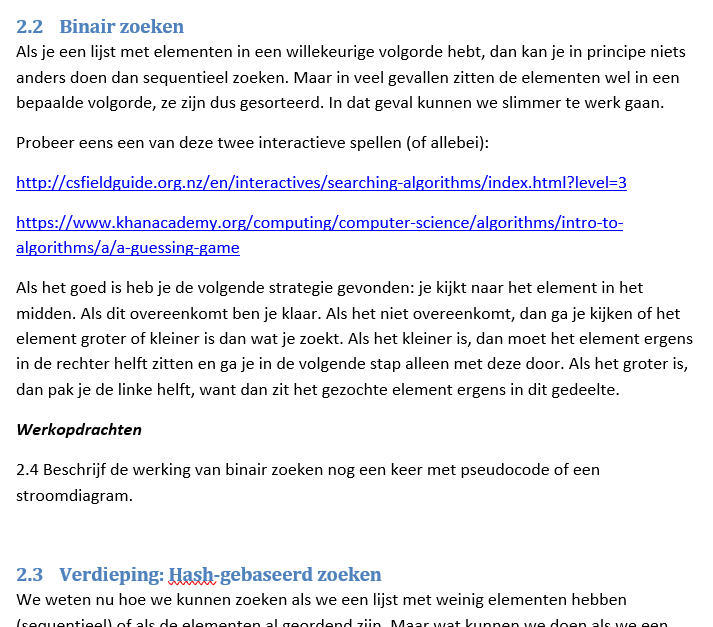 2.2 Binair zoeken
Als je een lijst met elementen in een willekeurige volgorde hebt, dan kan je in principe niets
anders doen dan sequentieel zoeken. Maar in veel gevallen zitten de elementen wel in een
bepaalde volgorde, ze zijn dus gesorteerd. In dat geval kunnen we slimmer te werk gaan.
Probeer eens een van deze twee interactieve spellen (of allebei):
http://csfieldguide.org.nz/en/interactives/searching-algorithms/index.html?level=3
https://www.khanacademy.org/computing/computer-science/algorithms/intro-to-
algorithms/a/a-guessing-game
Als het goed is heb je de volgende strategie gevonden: je kijkt naar het element in het
midden. Als dit overeenkomt ben je klaar. Als het niet overeenkomt, dan ga je kijken of het
element groter of kleiner is dan wat je zoekt. Als het kleiner is, dan moet het element ergens
in de rechter helft zitten en ga je in de volgende stap alleen met deze door. Als het groter is,
dan pak je de linke helft, want dan zit het gezochte element ergens in dit gedeelte.
Werkopdrachten
2.4 Beschrijf de werking van binair zoeken nog een keer met pseudocode of een
stroomdiagram.
2.3 Verdieping: Hash-gebaseerd zoeken
We weten nu hoe we kunnen zoeken als we een lijst met weinig elementen hebben
(sequentieel) of als de elementen al geordend zijn. Maar wat kunnen we doen als we een